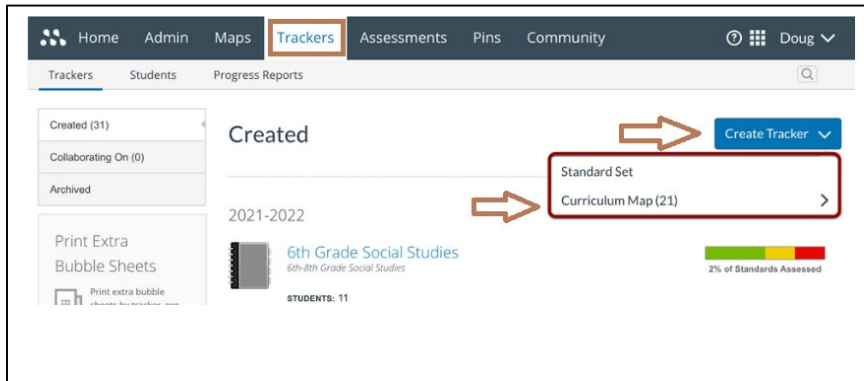 Home Admin Maps Trackers Assessments Pins Community Doug
Trackers Students Progress Reports
Created (31)
Collaborating On (0)
Archived
Created
Create Tracker
Standard Set
Curriculum Map (21)
2021-2022
6th Grade Social Studies
6th-8th Grade Social Studies
STUDENTS: 11
2% of Standards Assessed
Print Extra
Bubble Sheets
Print extra bubble
sheets by tracker, pre